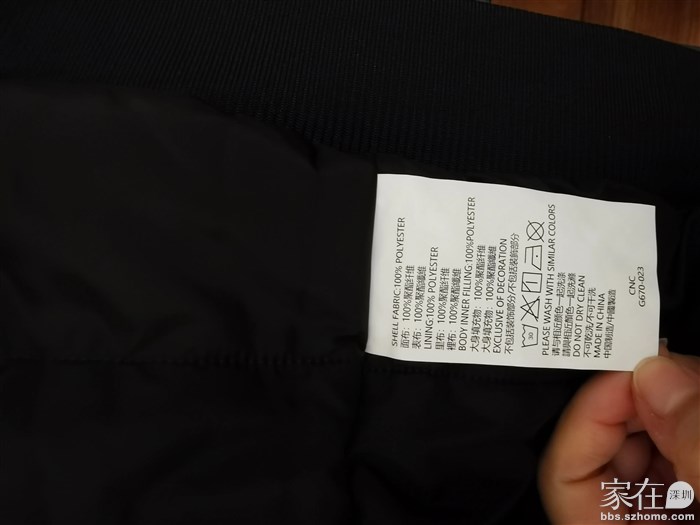 SHELL FABRIC:100% POLYESTER
面布：100%聚酯纤维
表布：100%聚酯纖維
LINING:100% POLYESTER
里布：100%聚酯纤维
裡布：100%聚酯纖維
BODY INNER FILLING:100%POLYESTER
大身填充物：100%聚酯纤维
大身填充物：100%聚酯纖維
EXCLUSIVE OF DECORATION
不包括装饰部分/不包括裝飾部分
30
PLEASE WASH WITH SIMILAR COLORS
请与相近颜色一起洗涤
請與相近顏色一起洗滌
DO NOT DRY CLEAN
不可乾洗/不可干洗
MADE IN CHINA
中国制造/中國製造
CNC
G670-023
家在深圳
bbs.szhome.com